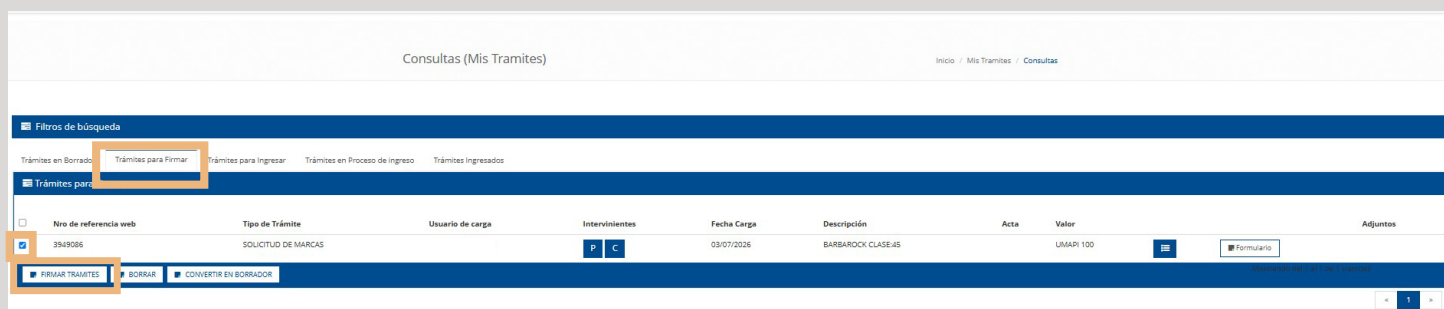 Consultas (Mis Tramites)
Inicio / Mis Tramites / Consultas
Filtros de búsqueda
Trámites en Borrado
Trámites para Firmar
Trámites para Ingresar
Trámites en Proceso de ingreso
Trámites Ingresados
Trámites para
Nro de referencia web Tipo de Trámite Usuario de carga Intervinientes Fecha Carga Descripción Acta Valor Adjuntos
3949086 SOLICITUD DE MARCAS P C 03/07/2026 BARBAROCK CLASE:45 UMAPI 100 Formulario
FIRMAR TRAMITES BORRAR CONVERTIR EN BORRADOR
« 1 »